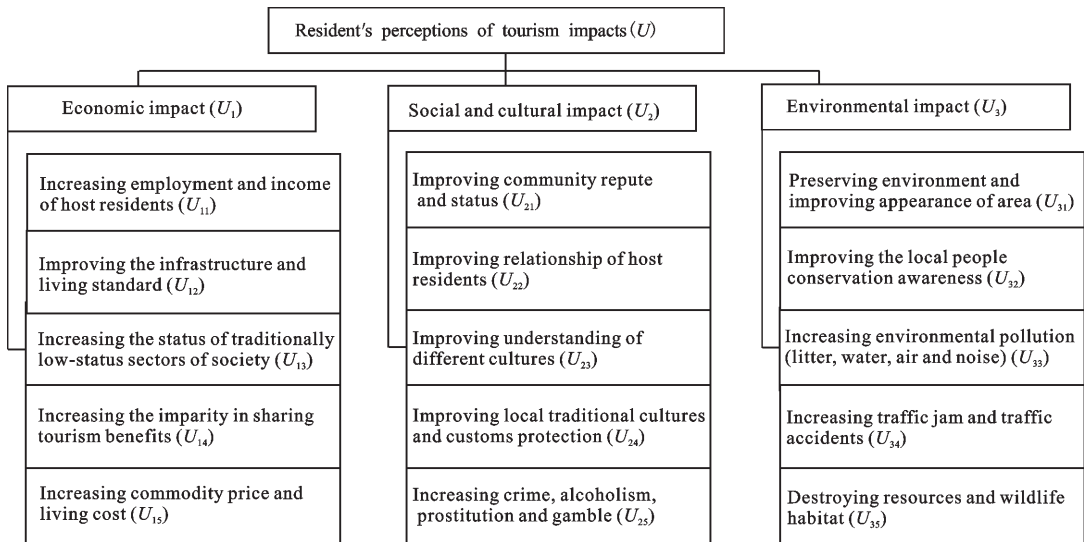 Resident's perceptions of tourism impacts(U)
Economic impact (U1)
Increasing employment and income
of host residents (U11)
Improving the infrastructure and
living standard (U12)
Increasing the status of traditionally
low-status sectors of society (U13)
Increasing the imparity in sharing
tourism benefits (U14)
Increasing commodity price and
living cost (U15)
Social and cultural impact (U2)
Improving community repute
and status (U21)
Improving relationship of host
residents (U22)
Improving understanding of
different cultures (U23)
Improving local traditional cultures
and customs protection (U24)
Increasing crime, alcoholism,
prostitution and gamble (U25)
Environmental impact (U3)
Preserving environment and
improving appearance of area (U31)
Improving the local people
conservation awareness (U32)
Increasing environmental pollution
(litter, water, air and noise) (U33)
Increasing traffic jam and traffic
accidents (U34)
Destroying resources and wildlife
habitat (U35)